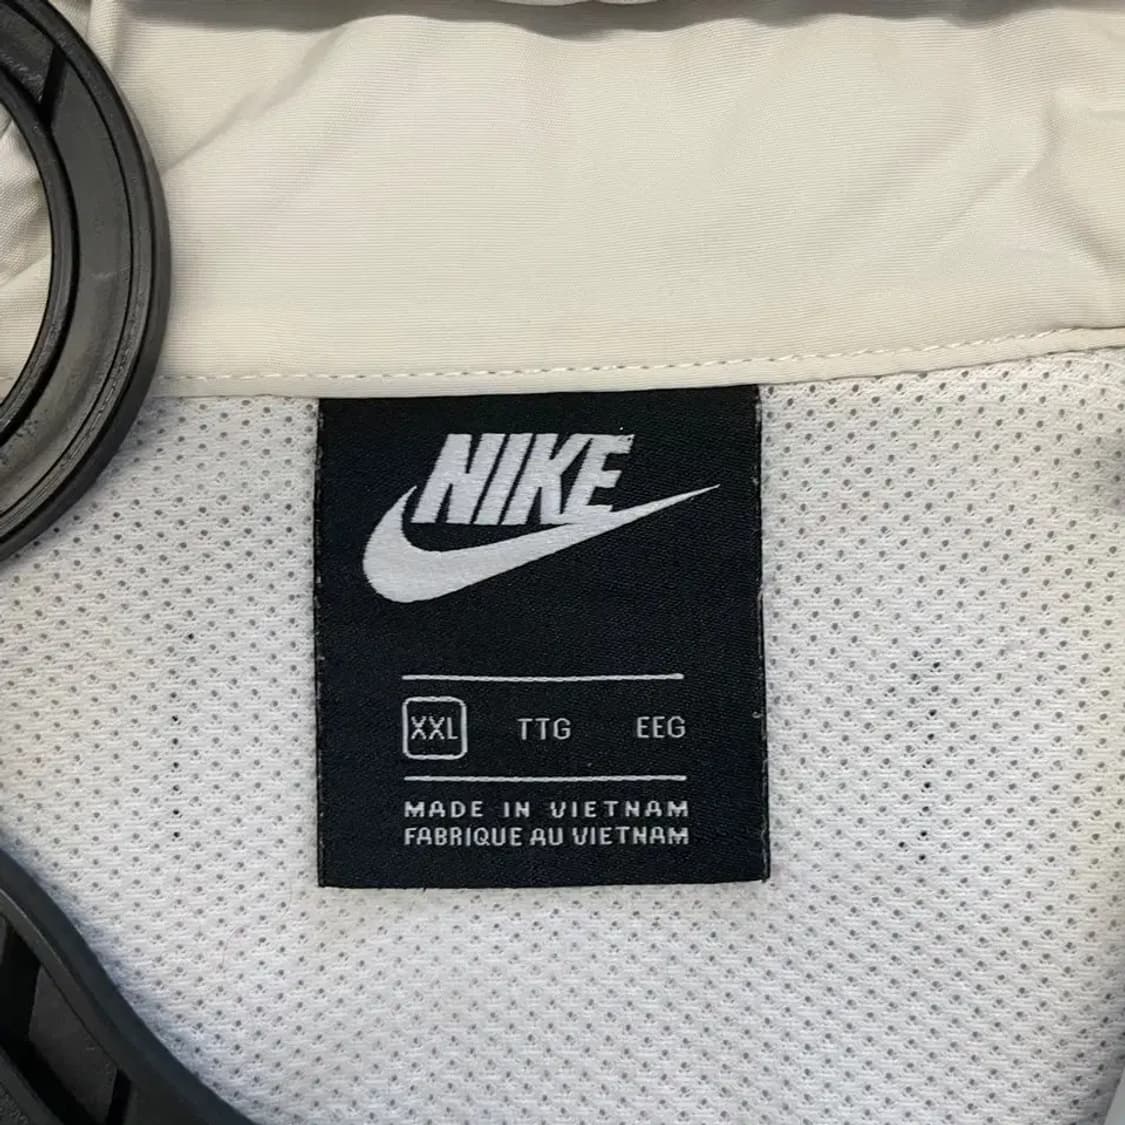 NIKE
XXL TTG EEG
MADE IN VIETNAM
FABRIQUE AU VIETNAM